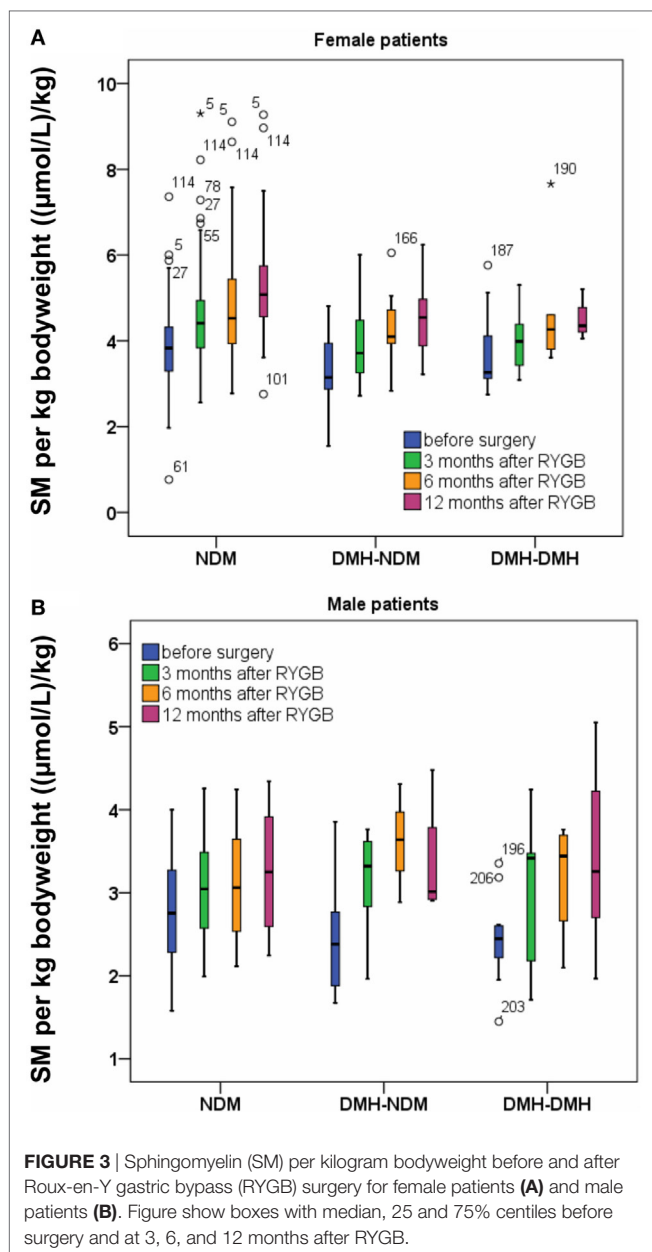 A
Female patients
SM per kg bodyweight ((µmol/L)/kg)
10
8
6
4
2
0
5
114
78
27
55
114
5
27
61
5
114
5
114
101
166
187
190
before surgery
3 months after RYGB
6 months after RYGB
12 months after RYGB
NDM DMH-NDM DMH-DMH
B
Male patients
SM per kg bodyweight ((µmol/L)/kg)
6
5
4
3
2
1
before surgery
3 months after RYGB
6 months after RYGB
12 months after RYGB
196
206
203
NDM DMH-NDM DMH-DMH
FIGURE 3 | Sphingomyelin (SM) per kilogram bodyweight before and after
Roux-en-Y gastric bypass (RYGB) surgery for female patients (A) and male
patients (B). Figure show boxes with median, 25 and 75% centiles before
surgery and at 3, 6, and 12 months after RYGB.